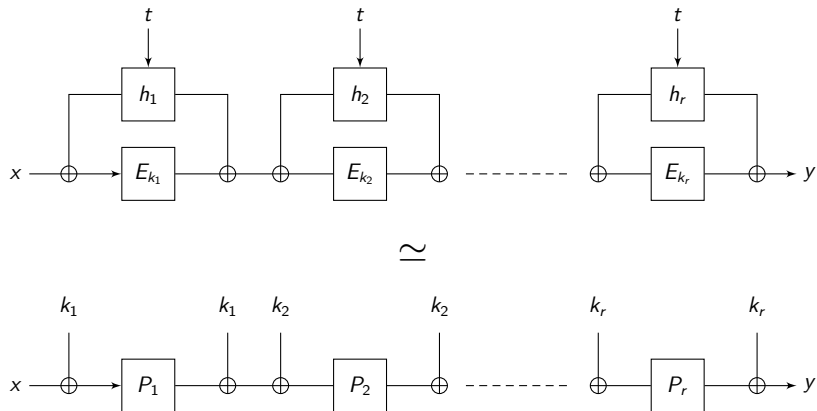 t t t
h₁ h₂ hᵣ
x E_{k₁} E_{k₂} E_{kᵣ} y
≃
k₁ k₁ k₂ k₂ kᵣ kᵣ
x P₁ P₂ Pᵣ y